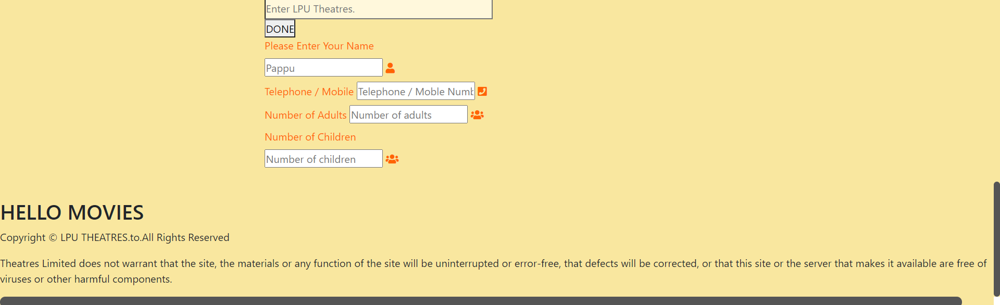 Enter LPU Theatres.
DONE
Please Enter Your Name
Pappu
Telephone / Mobile Telephone / Moble Numb
Number of Adults Number of adults
Number of Children
Number of children
HELLO MOVIES
Copyright © LPU THEATRES.to.All Rights Reserved
Theatres Limited does not warrant that the site, the materials or any function of the site will be uninterrupted or error-free, that defects will be corrected, or that this site or the server that makes it available are free of
viruses or other harmful components.